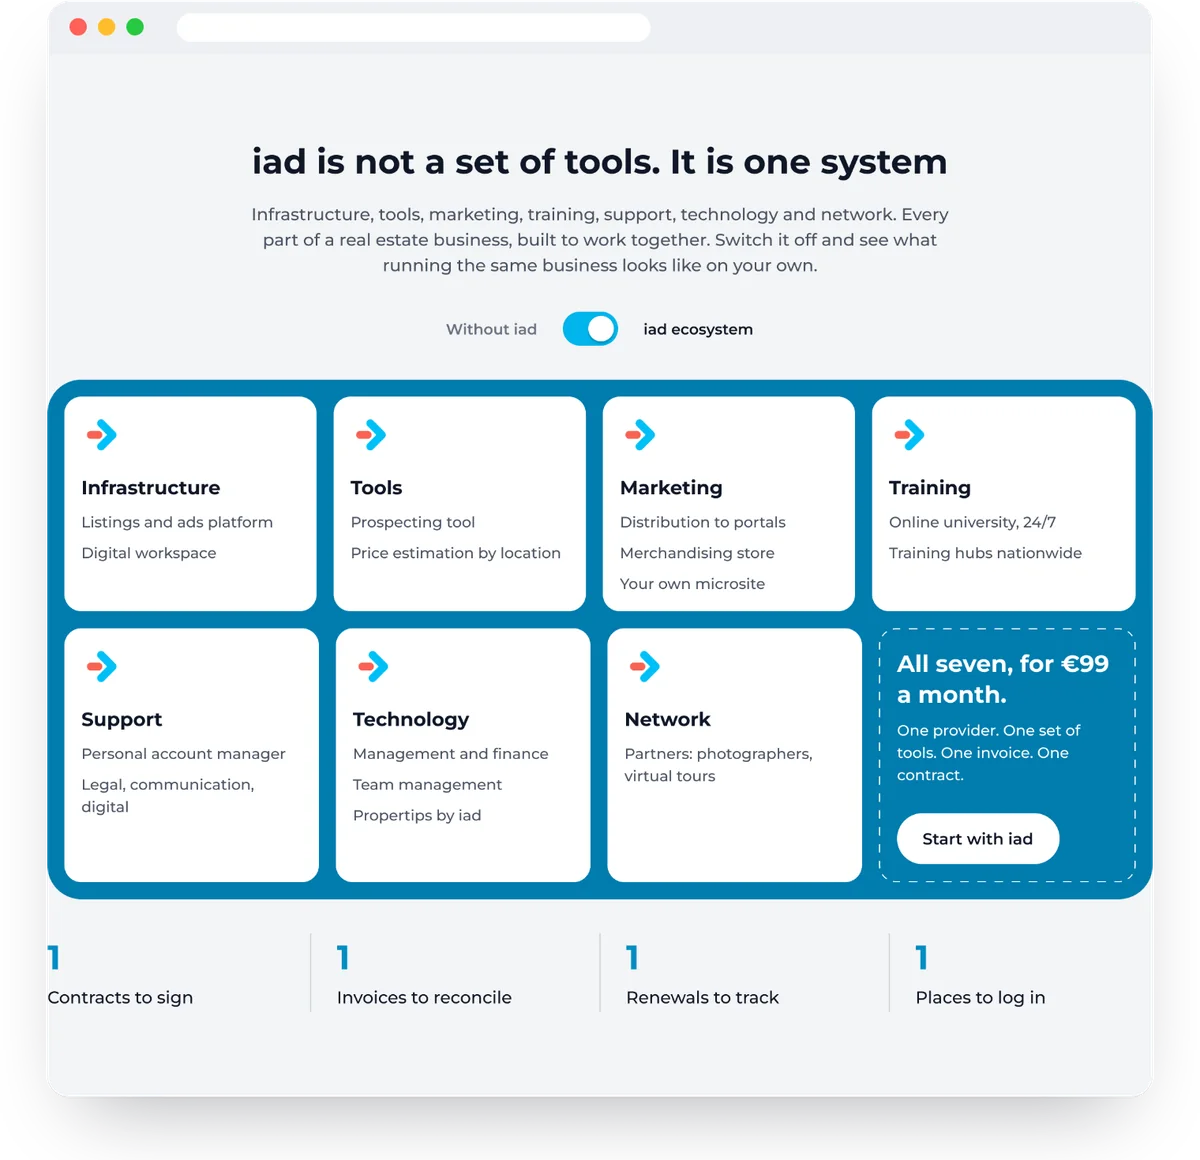 iad is not a set of tools. It is one system
Infrastructure, tools, marketing, training, support, technology and network. Every
part of a real estate business, built to work together. Switch it off and see what
running the same business looks like on your own.
Without iad
iad ecosystem
Infrastructure
Listings and ads platform
Digital workspace
Tools
Prospecting tool
Price estimation by location
Marketing
Distribution to portals
Merchandising store
Your own microsite
Training
Online university, 24/7
Training hubs nationwide
Support
Personal account manager
Legal, communication,
digital
Technology
Management and finance
Team management
Propertips by iad
Network
Partners: photographers,
virtual tours
All seven, for €99
a month.
One provider. One set of
tools. One invoice. One
contract.
Start with iad
1
Contracts to sign
1
Invoices to reconcile
1
Renewals to track
1
Places to log in